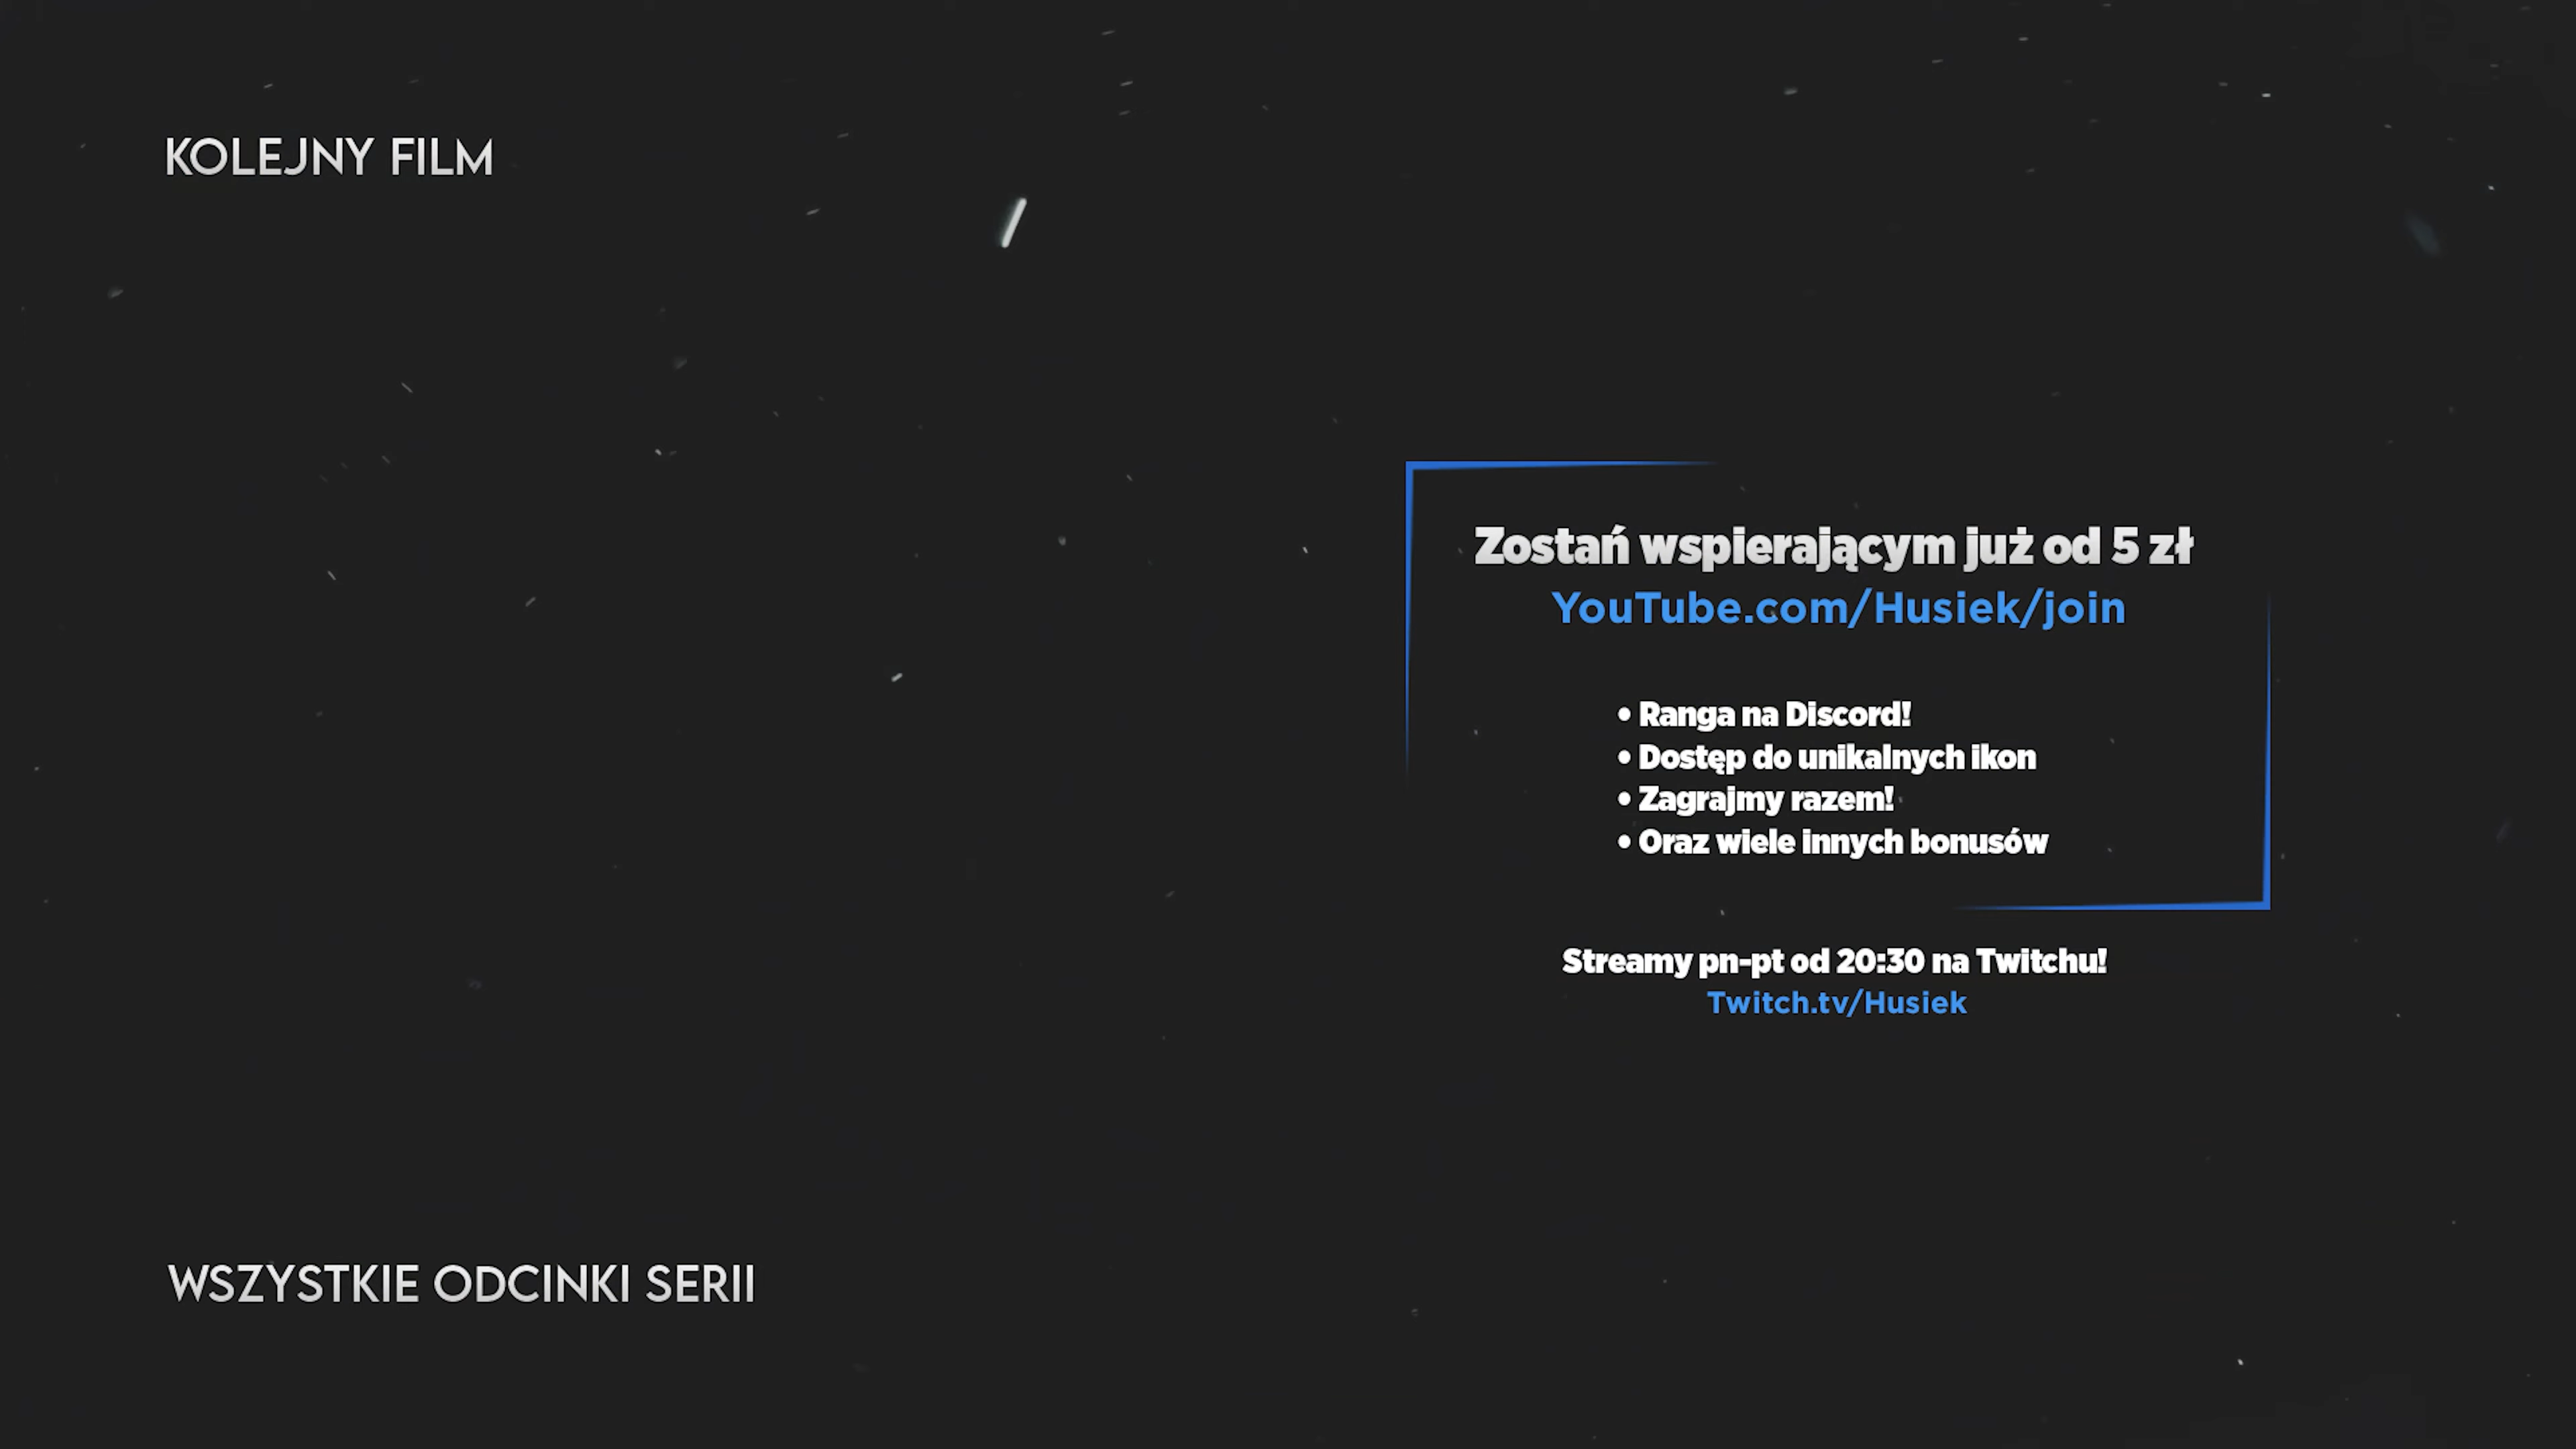 KOLEJNY FILM
Zostań wspierającym już od 5 zł
YouTube.com/Husiek/join
• Ranga na Discord!
• Dostęp do unikalnych ikon
• Zagrajmy razem!
• Oraz wiele innych bonusów
Streamy pn-pt od 20:30 na Twitchu!
Twitch.tv/Husiek
WSZYSTKIE ODCINKI SERII